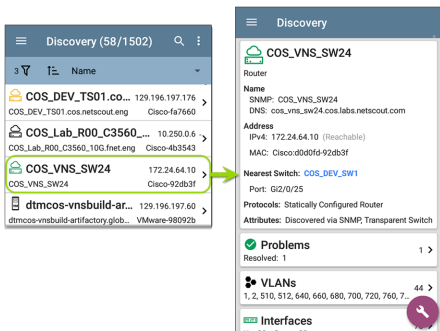 Discovery (58/1502)
3
Name
COS_DEV_TS01.co... 129.196.197.176
COS_DEV_TS01.cos.netscout.eng Cisco-fa7660
COS_Lab_R00_C3560_... 10.250.0.6
COS_Lab_R00_C3560_10G.fnet.eng Cisco-4b3543
COS_VNS_SW24 172.24.64.10
COS_VNS_SW24 Cisco-92db3f
dtmcos-vnsbuild-ar... 129.196.197.60
dtmcos-vnsbuild-artifactory.glob... VMware-98092b
Discovery
COS_VNS_SW24
Router
Name
SNMP: COS_VNS_SW24
DNS: cos_vns_sw24.cos.labs.netscout.com
Address
IPv4: 172.24.64.10 (Reachable)
MAC: Cisco:d0d0fd-92db3f
Nearest Switch: COS_DEV_SW1
Port: Gi2/0/25
Protocols: Statically Configured Router
Attributes: Discovered via SNMP, Transparent Switch
Problems
1
Resolved: 1
VLANs
44
1, 2, 510, 512, 640, 660, 680, 700, 720, 760, 7...
Interfaces